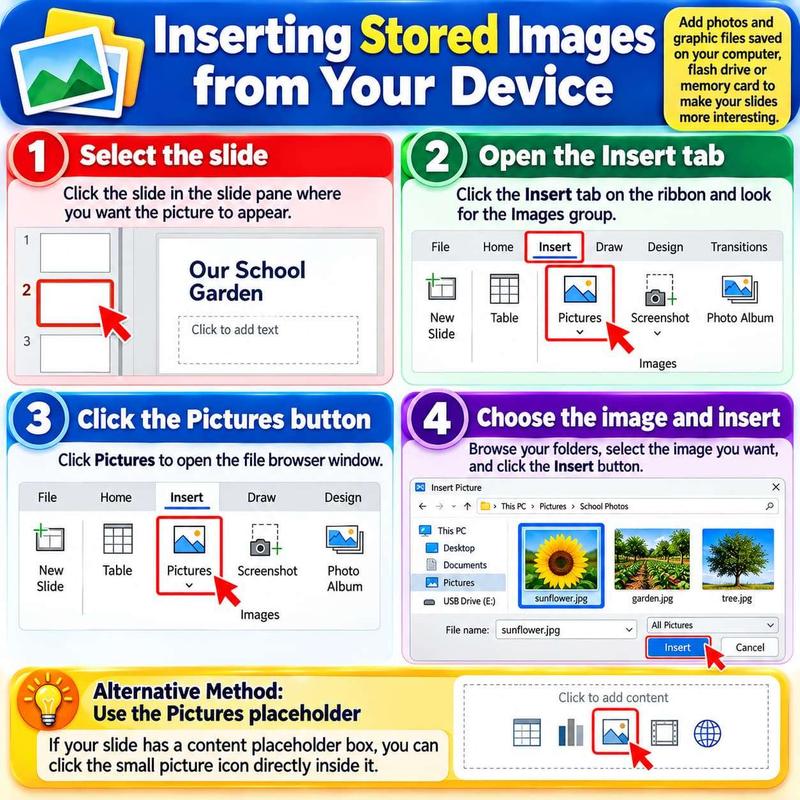 Inserting Stored Images
from Your Device
Add photos and
graphic files saved
on your computer,
flash drive or
memory card to
make your slides
more interesting.
1 Select the slide
Click the slide in the slide pane where
you want the picture to appear.
1
2
3
Our School
Garden
Click to add text
2 Open the Insert tab
Click the Insert tab on the ribbon and look
for the Images group.
File Home Insert Draw Design Transitions
New
Slide
Table
Pictures
Screenshot
Photo Album
Images
3 Click the Pictures button
Click Pictures to open the file browser window.
File Home Insert Draw Design
New
Slide
Table
Pictures
Screenshot
Photo
Album
Images
4 Choose the image and insert
Browse your folders, select the image you want,
and click the Insert button.
Insert Picture
This PC > Pictures > School Photos
This PC
Desktop
Documents
Pictures
USB Drive (E:)
sunflower.jpg garden.jpg tree.jpg
File name: sunflower.jpg All Pictures
Insert Cancel
Alternative Method:
Use the Pictures placeholder
If your slide has a content placeholder box, you can
click the small picture icon directly inside it.
Click to add content